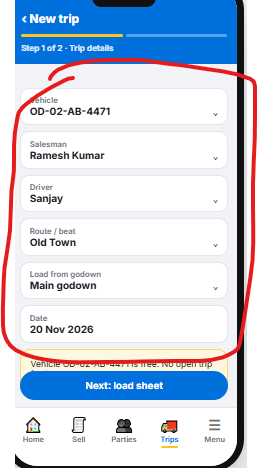 ‹ New trip
Step 1 of 2 · Trip details
Vehicle
OD-02-AB-4471
Salesman
Ramesh Kumar
Driver
Sanjay
Route / beat
Old Town
Load from godown
Main godown
Date
20 Nov 2026
Vehicle OD-02-AB-4471 is free. No open trip
Next: load sheet
Home Sell Parties Trips Menu